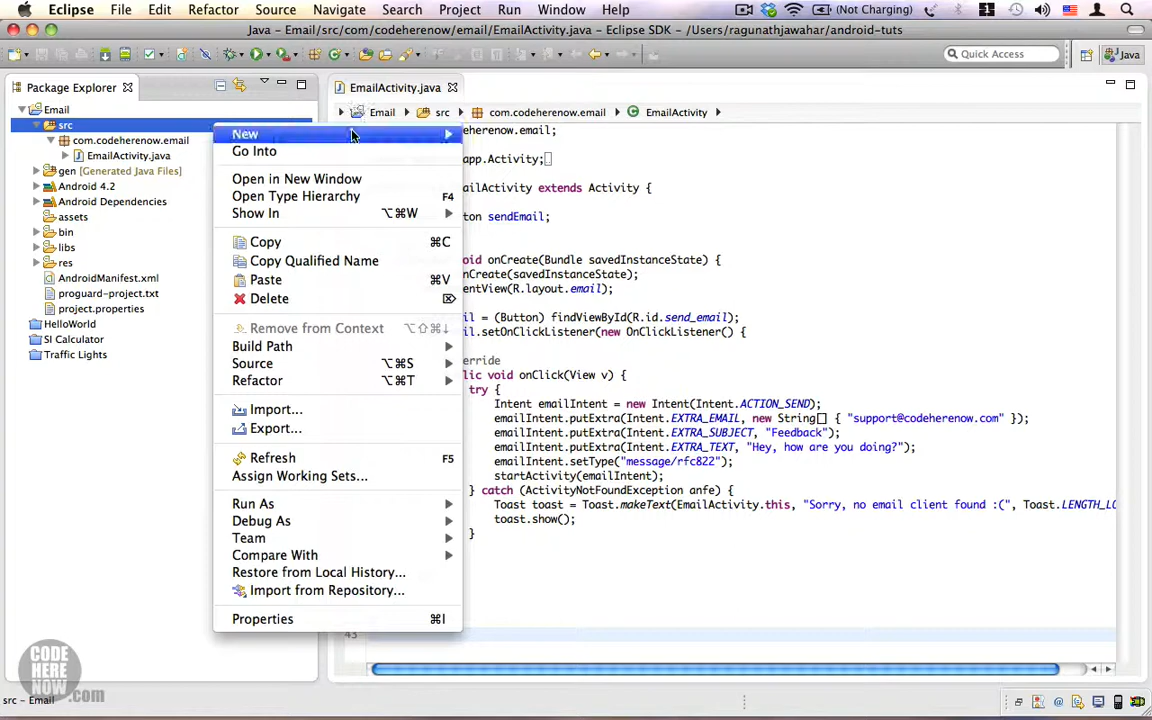 Eclipse File Edit Refactor Source Navigate Search Project Run Window Help (Not Charging) 1
Java - Email/src/com/codeherenow/email/EmailActivity.java - Eclipse SDK - /Users/ragunathjawahar/android-tuts
Quick Access Java
Package Explorer
EmailActivity.java
Email src com.codeherenow.email EmailActivity
Email
src
com.codeherenow.email
EmailActivity.java
gen [Generated Java Files]
Android 4.2
Android Dependencies
assets
bin
libs
res
AndroidManifest.xml
proguard-project.txt
project.properties
HelloWorld
SI Calculator
Traffic Lights
New
Go Into
Open in New Window
Open Type Hierarchy F4
Show In ⌥⌘W
Copy ⌘C
Copy Qualified Name
Paste ⌘V
Delete ⌦
Remove from Context ⌥⇧⌘↓
Build Path
Source ⌥⌘S
Refactor ⌥⌘T
Import...
Export...
Refresh F5
Assign Working Sets...
Run As
Debug As
Team
Compare With
Restore from Local History...
Import from Repository...
Properties ⌘I
eherenow.email;
app.Activity;
ailActivity extends Activity {
ton sendEmail;
oid onCreate(Bundle savedInstanceState) {
nCreate(savedInstanceState);
entView(R.layout.email);
il = (Button) findViewById(R.id.send_email);
il.setOnClickListener(new OnClickListener() {
erride
lic void onClick(View v) {
try {
Intent emailIntent = new Intent(Intent.ACTION_SEND);
emailIntent.putExtra(Intent.EXTRA_EMAIL, new String[] { "support@codeherenow.com" });
emailIntent.putExtra(Intent.EXTRA_SUBJECT, "Feedback");
emailIntent.putExtra(Intent.EXTRA_TEXT, "Hey, how are you doing?");
emailIntent.setType("message/rfc822");
startActivity(emailIntent);
} catch (ActivityNotFoundException anfe) {
Toast toast = Toast.makeText(EmailActivity.this, "Sorry, no email client found :(", Toast.LENGTH_LO
toast.show();
}
43
CODE
HERE
NOW
.com
src - Email